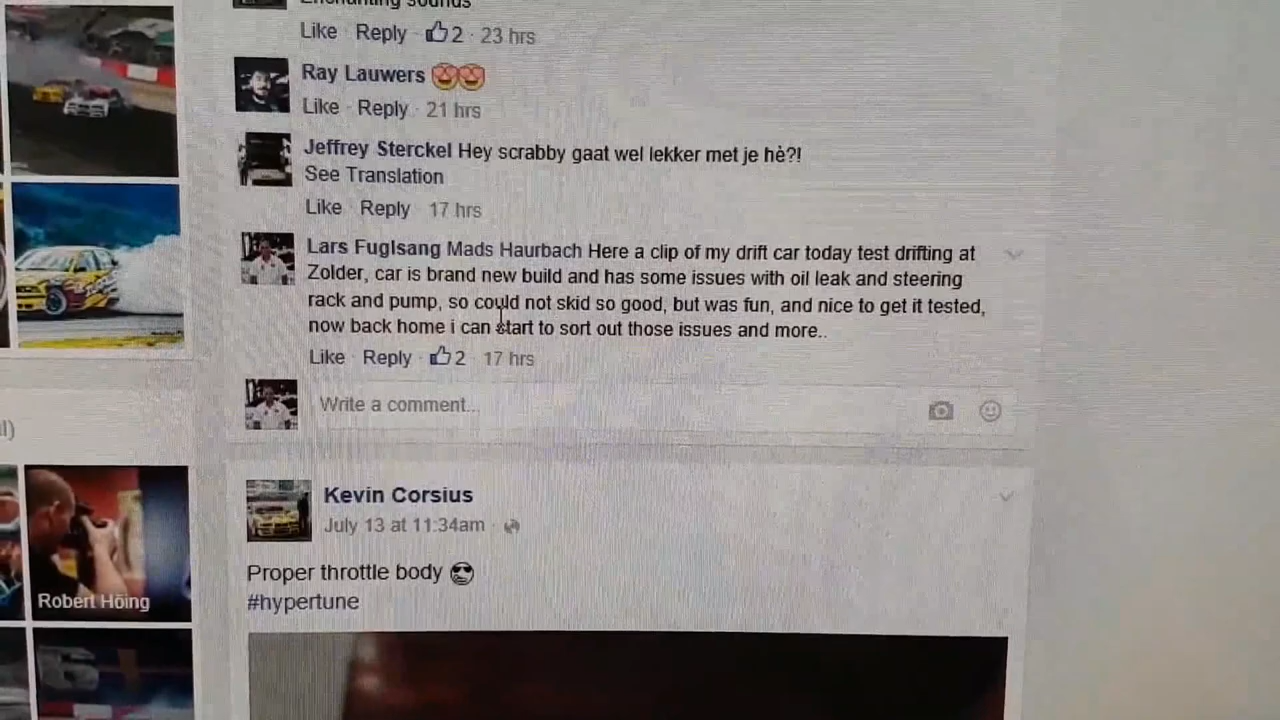 Enchanting sounds
Like · Reply · 2 · 23 hrs
Ray Lauwers
Like · Reply · 21 hrs
Jeffrey Sterckel Hey scrabby gaat wel lekker met je hè?!
See Translation
Like · Reply · 17 hrs
Lars Fuglsang Mads Haurbach Here a clip of my drift car today test drifting at
Zolder, car is brand new build and has some issues with oil leak and steering
rack and pump, so could not skid so good, but was fun, and nice to get it tested,
now back home i can start to sort out those issues and more..
Like · Reply · 2 · 17 hrs
Write a comment...
Kevin Corsius
July 13 at 11:34am ·
Proper throttle body
#hypertune
Robert Höing